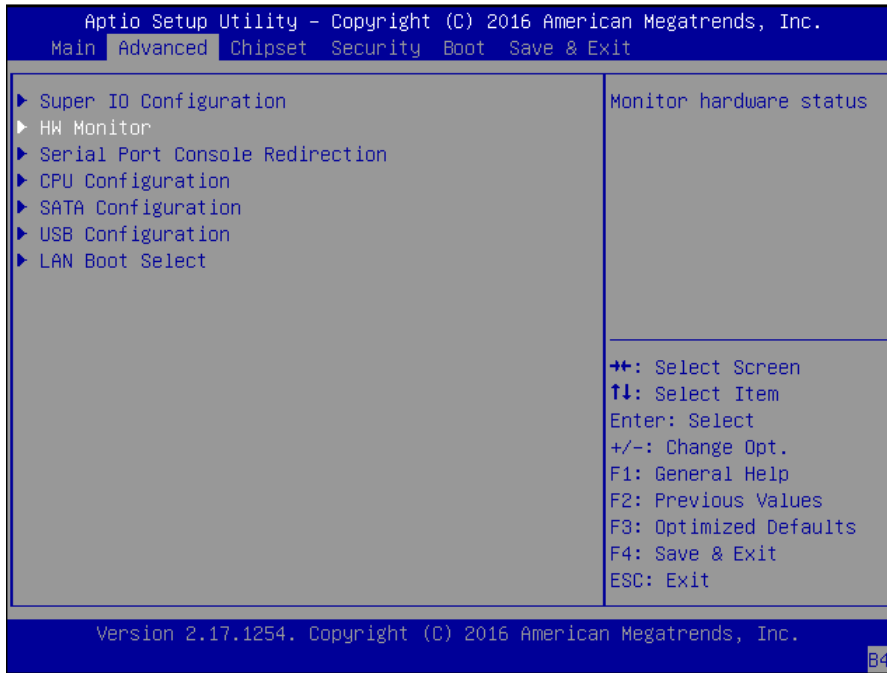 Aptio Setup Utility – Copyright (C) 2016 American Megatrends, Inc.
Main Advanced Chipset Security Boot Save & Exit
Super IO Configuration
HW Monitor
Serial Port Console Redirection
CPU Configuration
SATA Configuration
USB Configuration
LAN Boot Select
Monitor hardware status
→←: Select Screen
↑↓: Select Item
Enter: Select
+/-: Change Opt.
F1: General Help
F2: Previous Values
F3: Optimized Defaults
F4: Save & Exit
ESC: Exit
Version 2.17.1254. Copyright (C) 2016 American Megatrends, Inc.
B4